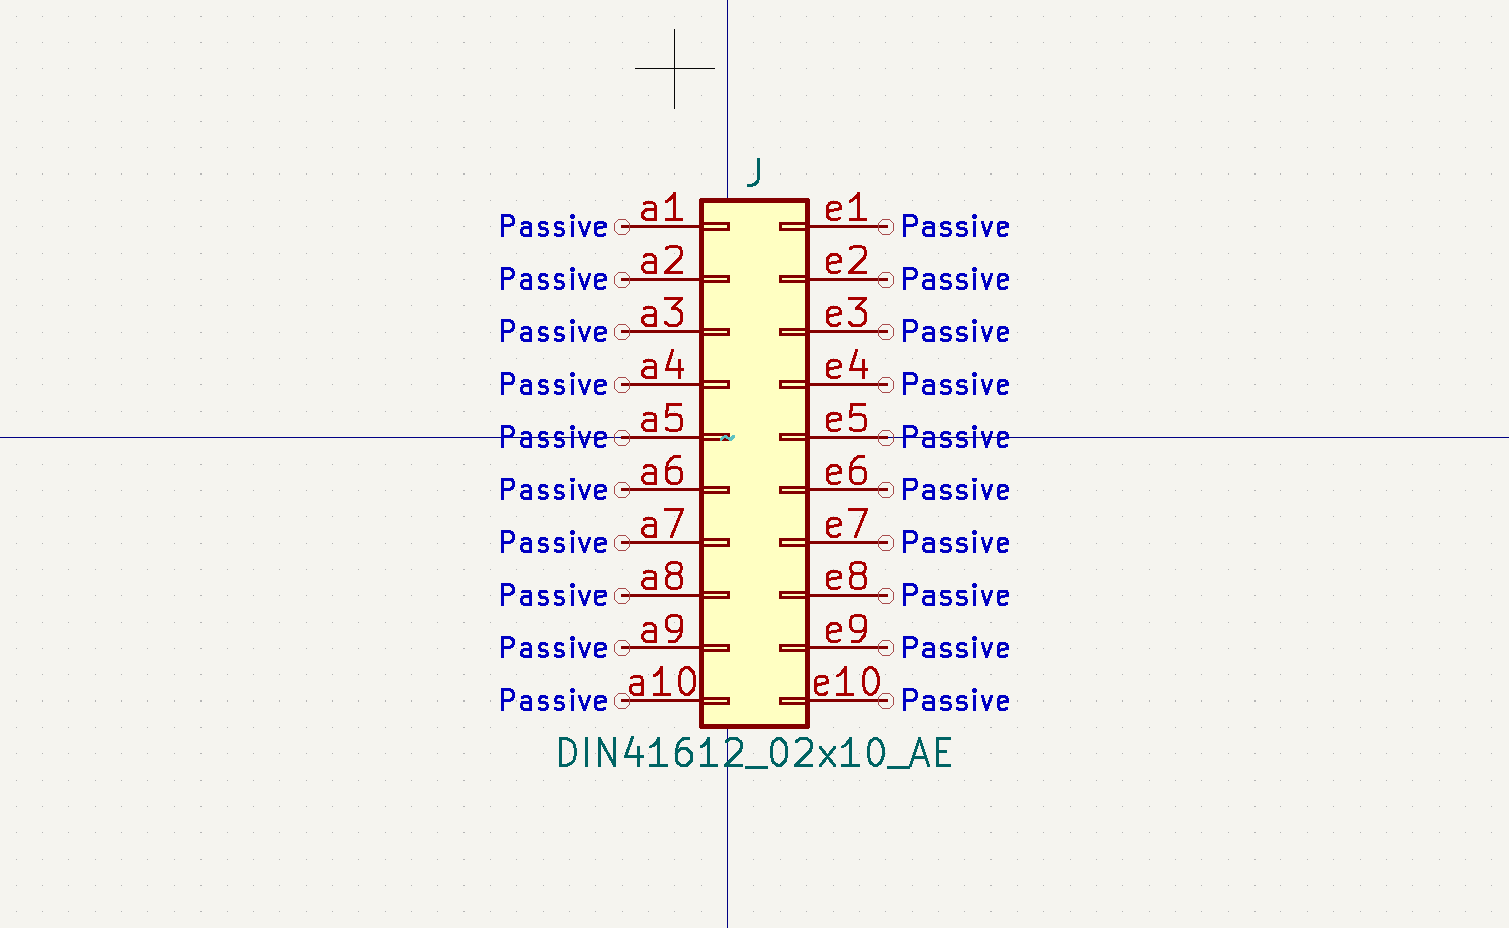 J
Passive a1 e1 Passive
Passive a2 e2 Passive
Passive a3 e3 Passive
Passive a4 e4 Passive
Passive a5 ~ e5 Passive
Passive a6 e6 Passive
Passive a7 e7 Passive
Passive a8 e8 Passive
Passive a9 e9 Passive
Passive a10 e10 Passive
DIN41612_02x10_AE